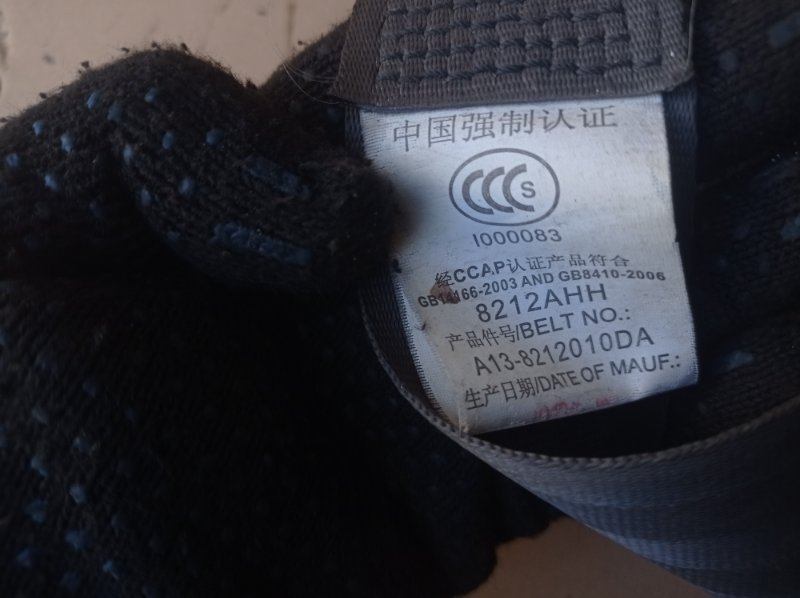 中国强制认证
CCC S
I000083
经CCAP认证产品符合
GB14166-2003 AND GB8410-2006
8212AHH
产品件号/BELT NO.:
A13-8212010DA
生产日期/DATE OF MAUF.: